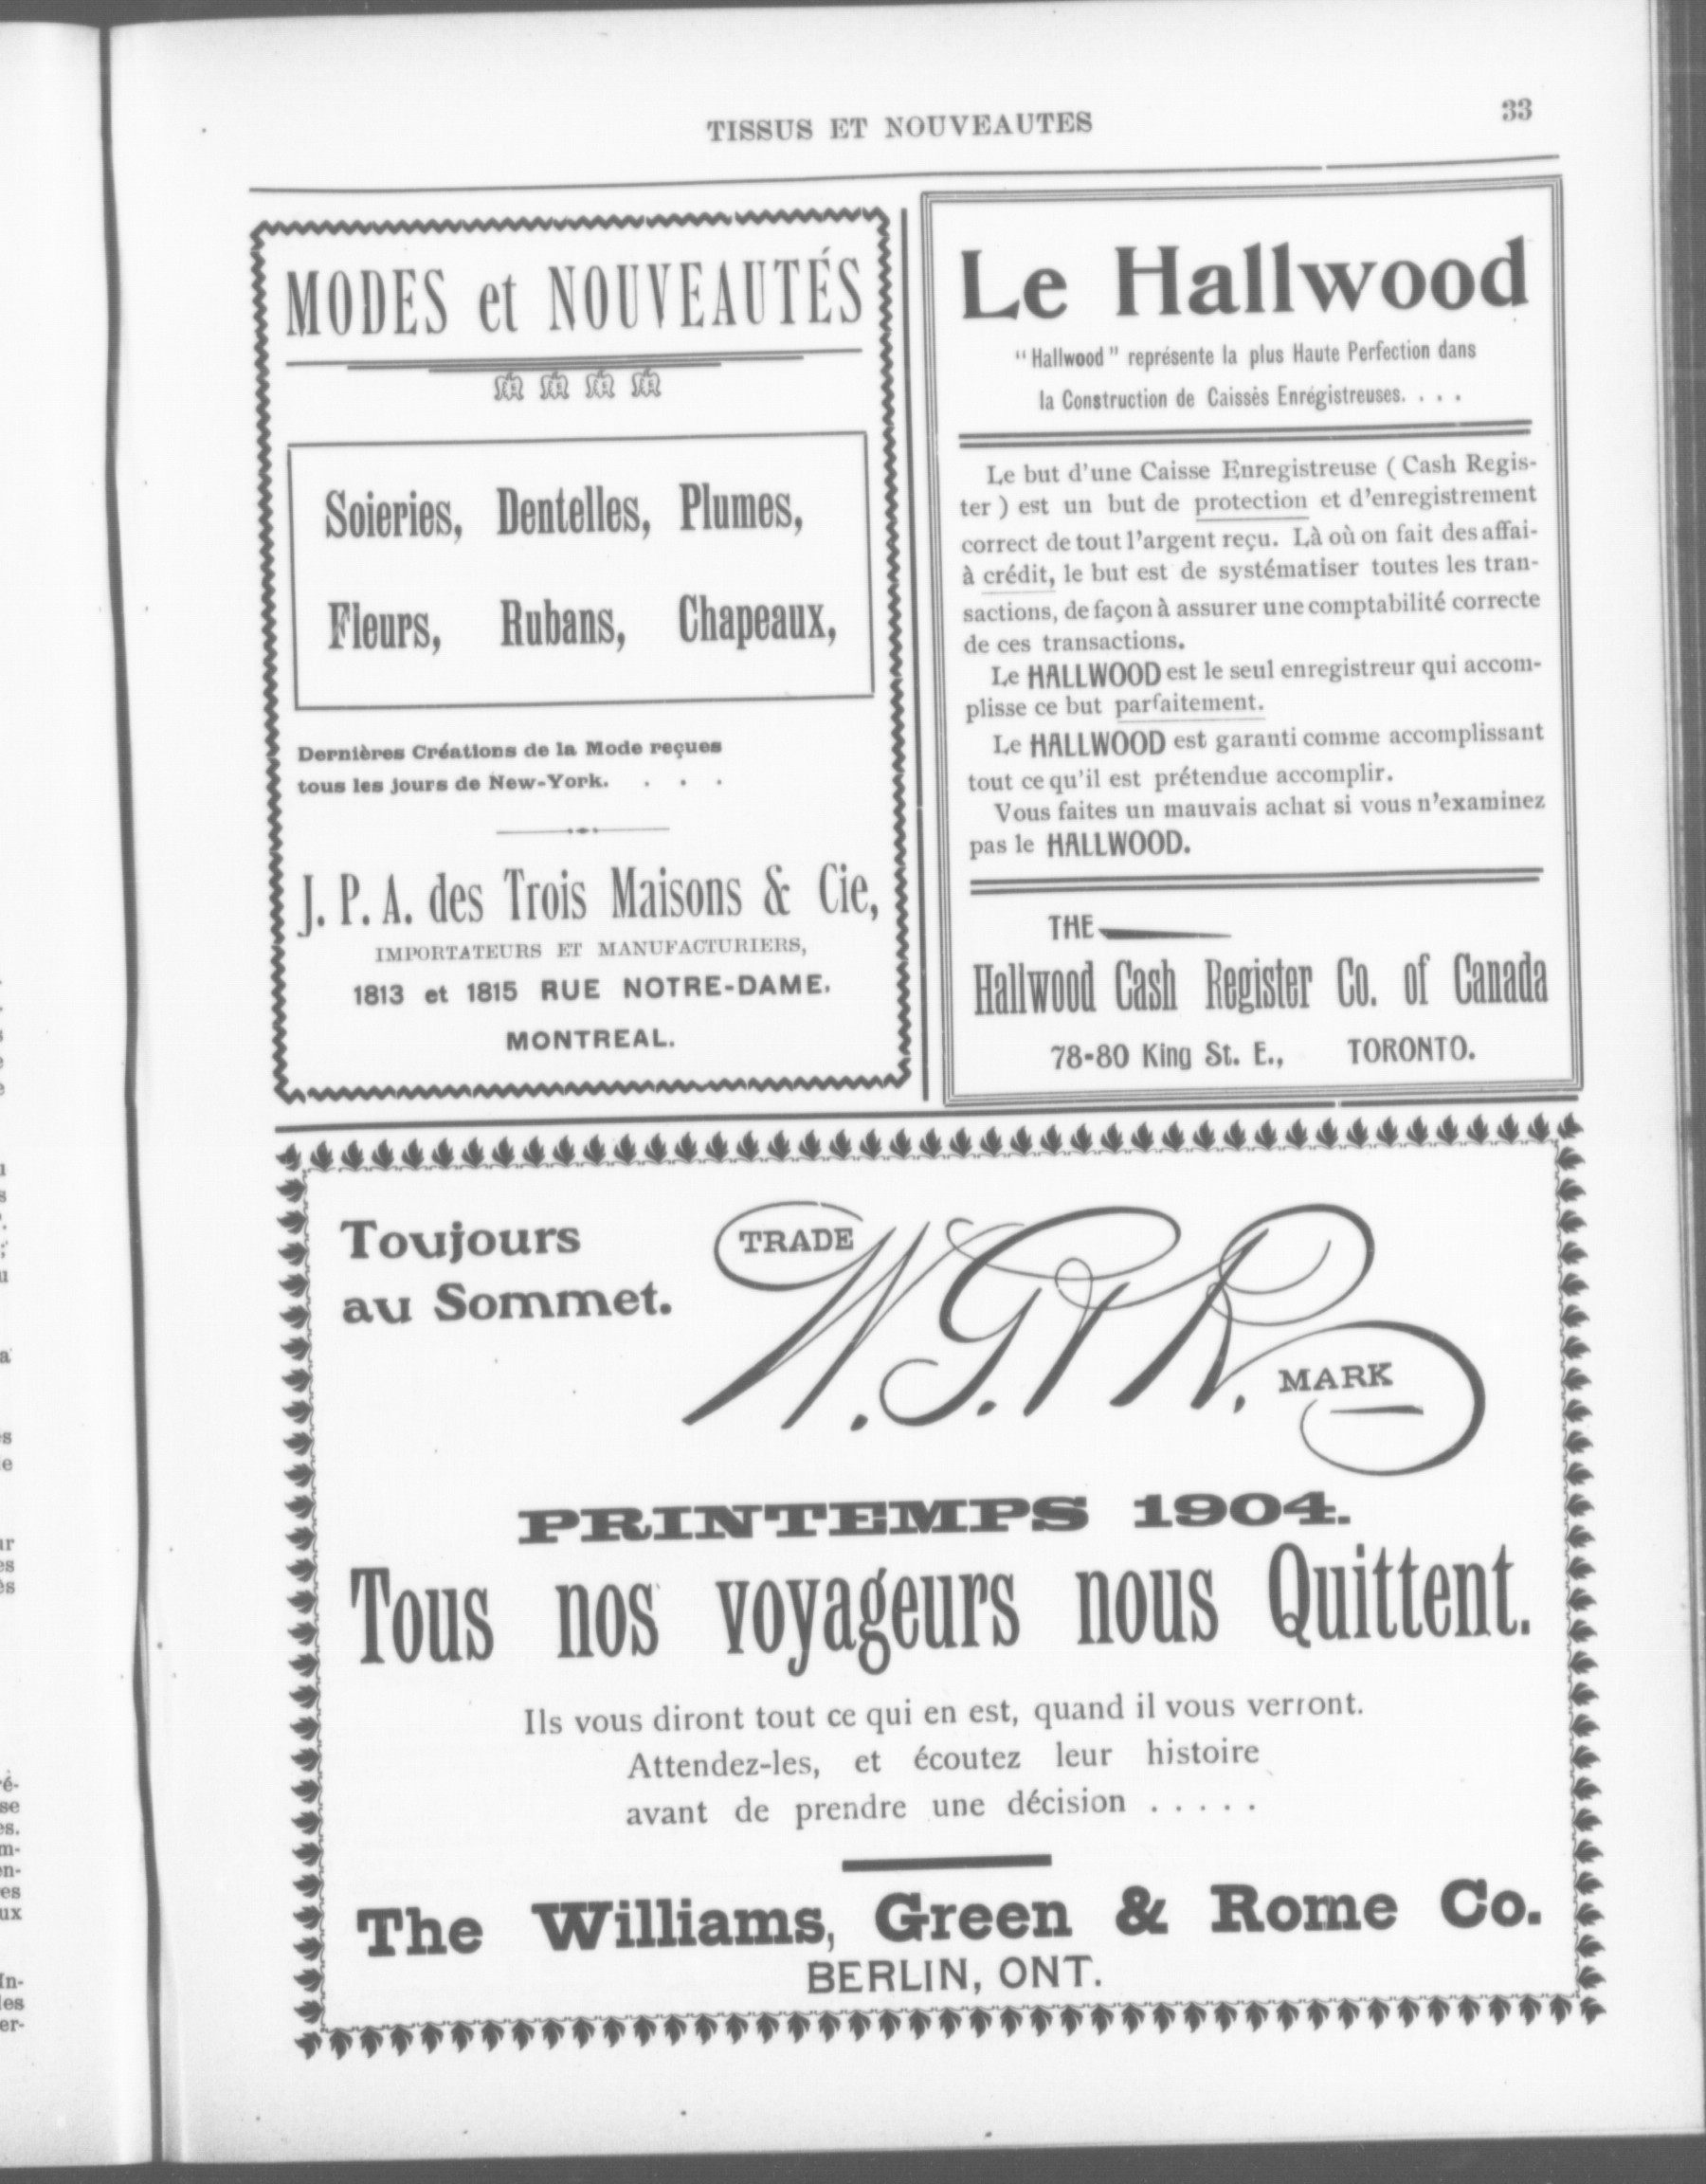 TISSUS ET NOUVEAUTES
33
MODES et NOUVEAUTÉS
Soieries, Dentelles, Plumes,
Fleurs, Rubans, Chapeaux,
Dernières Créations de la Mode reçues
tous les jours de New-York. . . .
J. P. A. des Trois Maisons & Cie,
IMPORTATEURS ET MANUFACTURIERS,
1813 et 1815 RUE NOTRE-DAME.
MONTREAL.
Le Hallwood
"Hallwood" représente la plus Haute Perfection dans
la Construction de Caissès Enrégistreuses. . . .
Le but d'une Caisse Enregistreuse (Cash Regis-
ter) est un but de protection et d'enregistrement
correct de tout l'argent reçu. Là où on fait des affai-
à crédit, le but est de systématiser toutes les tran-
sactions, de façon à assurer une comptabilité correcte
de ces transactions.
Le HALLWOOD est le seul enregistreur qui accom-
plisse ce but parfaitement.
Le HALLWOOD est garanti comme accomplissant
tout ce qu'il est prétendue accomplir.
Vous faites un mauvais achat si vous n'examinez
pas le HALLWOOD.
THE
Hallwood Cash Register Co. of Canada
78-80 King St. E., TORONTO.
Toujours
au Sommet.
TRADE
W. G. & R.
MARK
PRINTEMPS 1904.
Tous nos voyageurs nous Quittent.
Ils vous diront tout ce qui en est, quand il vous verront.
Attendez-les, et écoutez leur histoire
avant de prendre une décision . . . . .
The Williams, Green & Rome Co.
BERLIN, ONT.